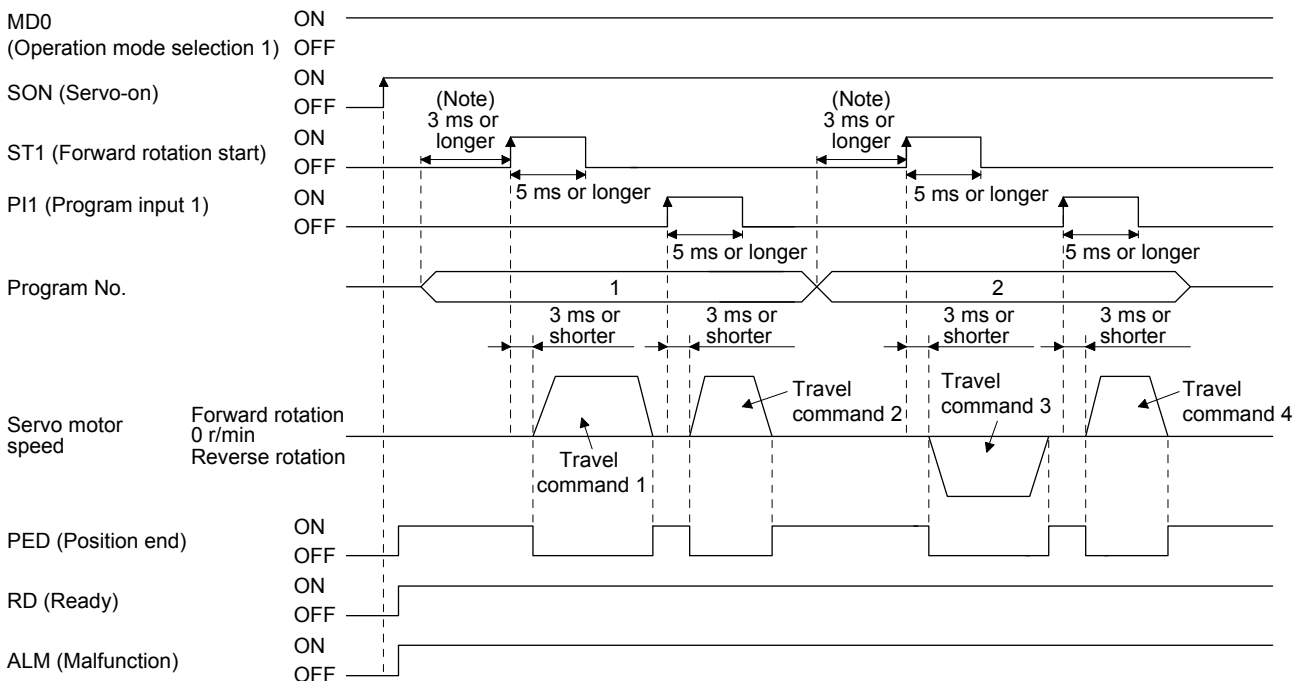 MD0
(Operation mode selection 1)
ON
OFF
SON (Servo-on)
ON
OFF
(Note)
3 ms or
longer
(Note)
3 ms or
longer
ST1 (Forward rotation start)
ON
OFF
5 ms or longer
5 ms or longer
PI1 (Program input 1)
ON
OFF
5 ms or longer
5 ms or longer
Program No.
1
2
3 ms or
shorter
3 ms or
shorter
3 ms or
shorter
3 ms or
shorter
Servo motor
speed
Forward rotation
0 r/min
Reverse rotation
Travel
command 1
Travel
command 2
Travel
command 3
Travel
command 4
PED (Position end)
ON
OFF
RD (Ready)
ON
OFF
ALM (Malfunction)
ON
OFF